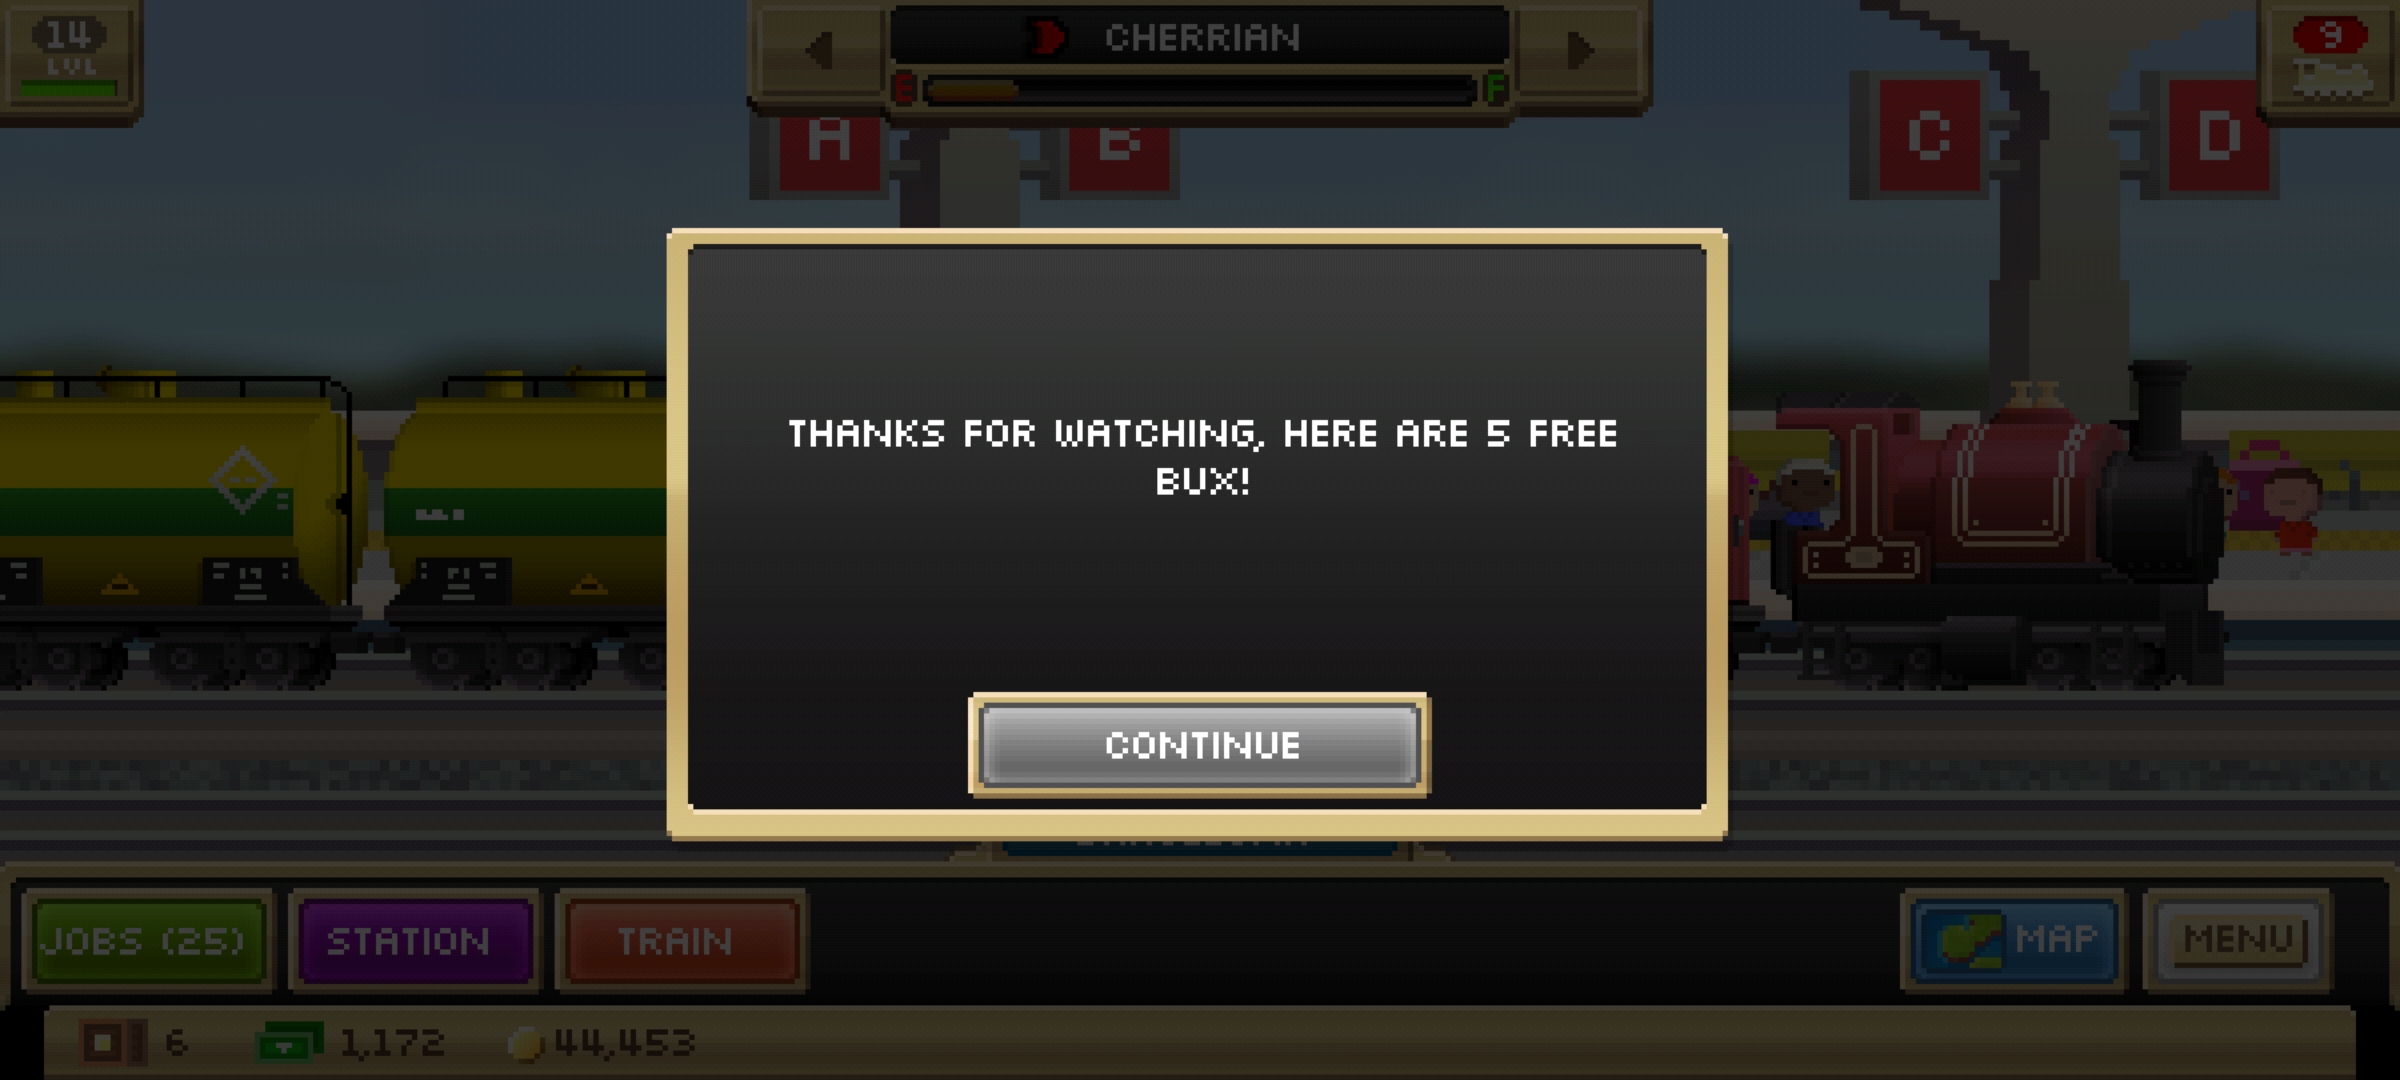 14
LVL
CHERRIAN
9
E
F
A
B
C
D
THANKS FOR WATCHING, HERE ARE 5 FREE
BUX!
CONTINUE
JOBS (25)
STATION
TRAIN
MAP
MENU
6
1,172
44,453